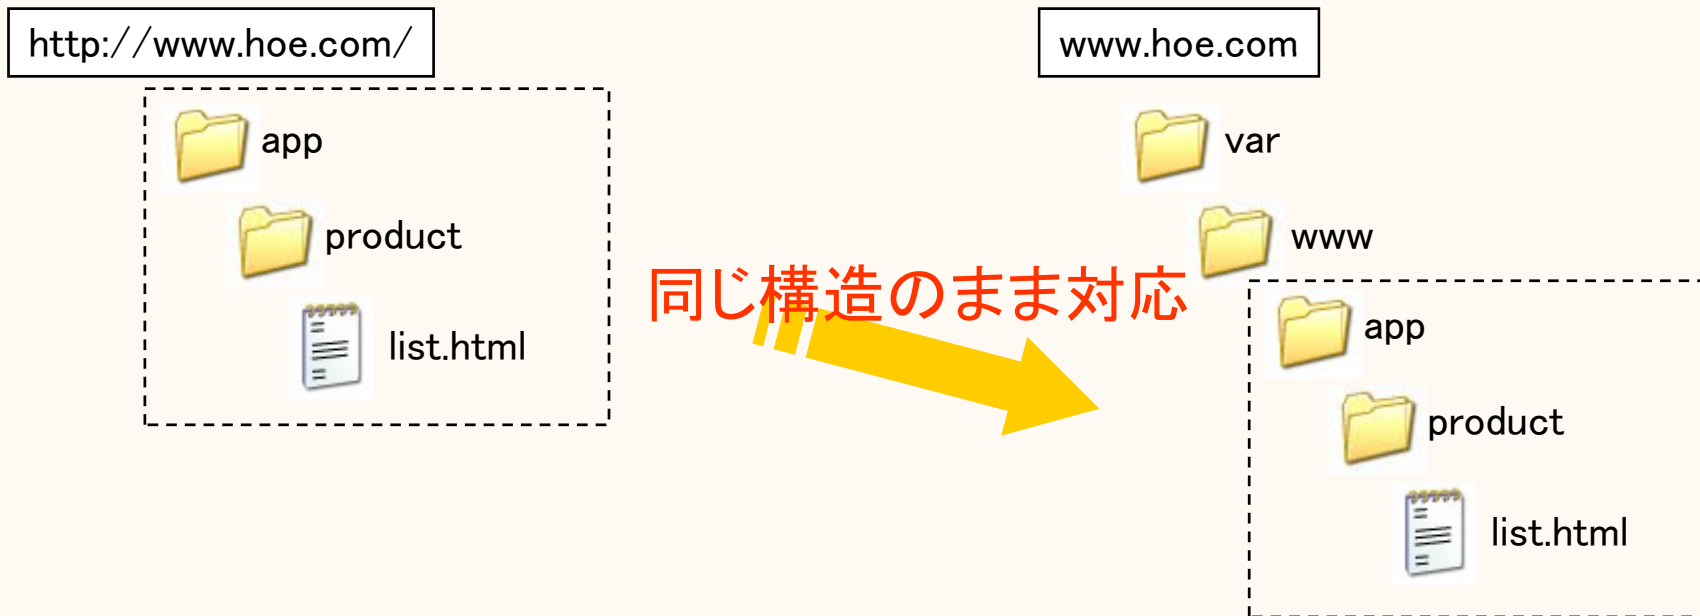 http://www.hoe.com/
app
product
list.html
同じ構造のまま対応
www.hoe.com
var
www
app
product
list.html